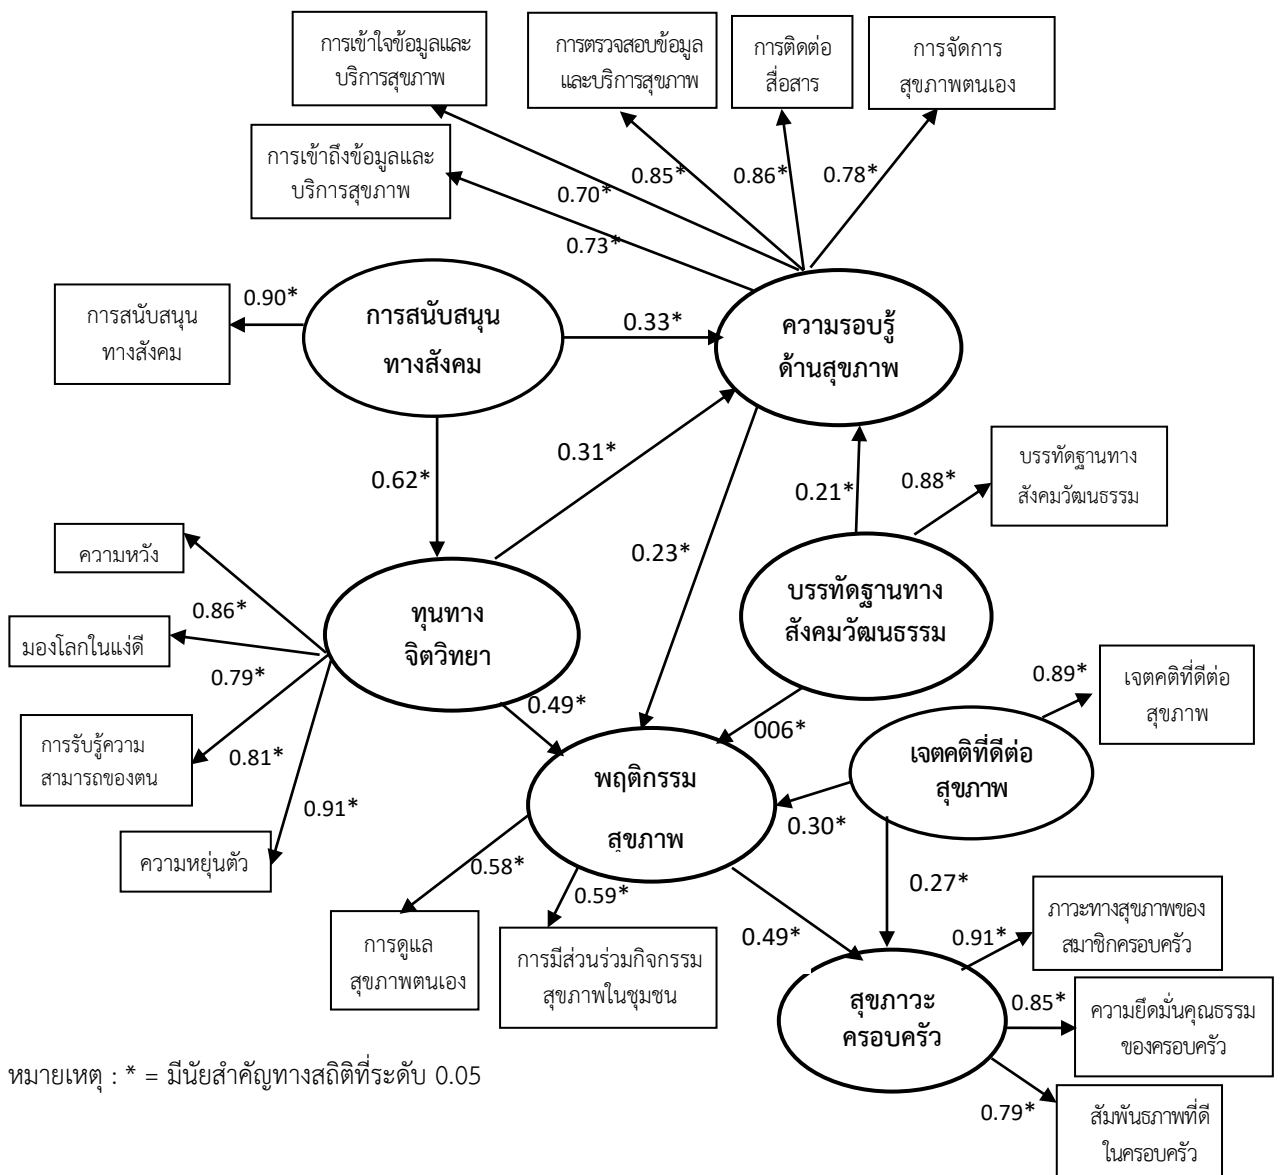 การเข้าใจข้อมูลและ
บริการสุขภาพ
การตรวจสอบข้อมูล
และบริการสุขภาพ
การติดต่อ
สื่อสาร
การจัดการ
สุขภาพตนเอง
การเข้าถึงข้อมูลและ
บริการสุขภาพ
0.70*
0.85*
0.86*
0.78*
0.73*
การสนับสนุน
ทางสังคม
0.90*
การสนับสนุน
ทางสังคม
0.33*
ความรอบรู้
ด้านสุขภาพ
0.62*
0.31*
0.23*
0.21*
0.88*
บรรทัดฐานทาง
สังคมวัฒนธรรม
ความหวัง
0.86*
มองโลกในแง่ดี
0.79*
การรับรู้ความ
สามารถของตน
0.81*
0.91*
ความหยุ่นตัว
ทุนทาง
จิตวิทยา
0.49*
บรรทัดฐานทาง
สังคมวัฒนธรรม
006*
0.89*
เจตคติที่ดีต่อ
สุขภาพ
เจตคติที่ดีต่อ
สุขภาพ
0.30*
พฤติกรรม
สุขภาพ
0.58*
0.59*
การดูแล
สุขภาพตนเอง
การมีส่วนร่วมกิจกรรม
สุขภาพในชุมชน
0.49*
0.27*
สุขภาวะ
ครอบครัว
0.91*
ภาวะทางสุขภาพของ
สมาชิกครอบครัว
0.85*
ความยึดมั่นคุณธรรม
ของครอบครัว
0.79*
สัมพันธภาพที่ดี
ในครอบครัว
หมายเหตุ : * = มีนัยสำคัญทางสถิติที่ระดับ 0.05